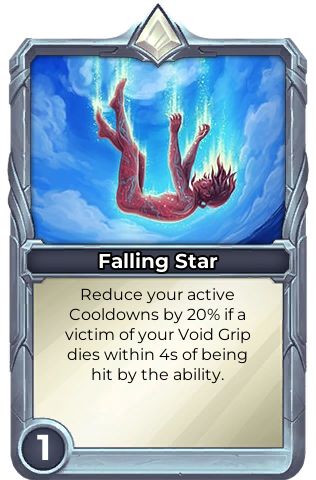 Falling Star
Reduce your active
Cooldowns by 20% if a
victim of your Void Grip
dies within 4s of being
hit by the ability.
1